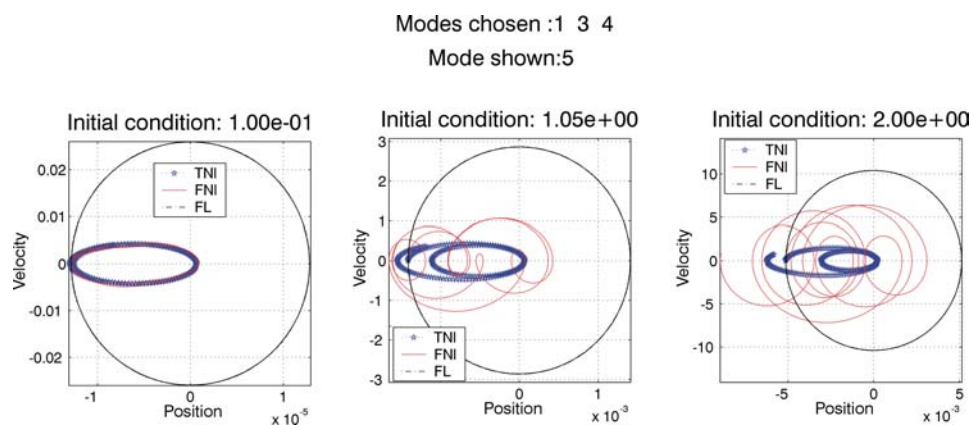 Modes chosen :1 3 4
Mode shown:5
Initial condition: 1.00e-01
0.02
0.01
0
-0.01
-0.02
Velocity
TNI
FNI
FL
-1
0
1
Position
x 10⁻⁵
Initial condition: 1.05e+00
3
2
1
0
-1
-2
-3
Velocity
TNI
FNI
FL
0
1
Position
x 10⁻³
Initial condition: 2.00e+00
10
5
0
-5
-10
Velocity
TNI
FNI
FL
-5
0
5
Position
x 10⁻³